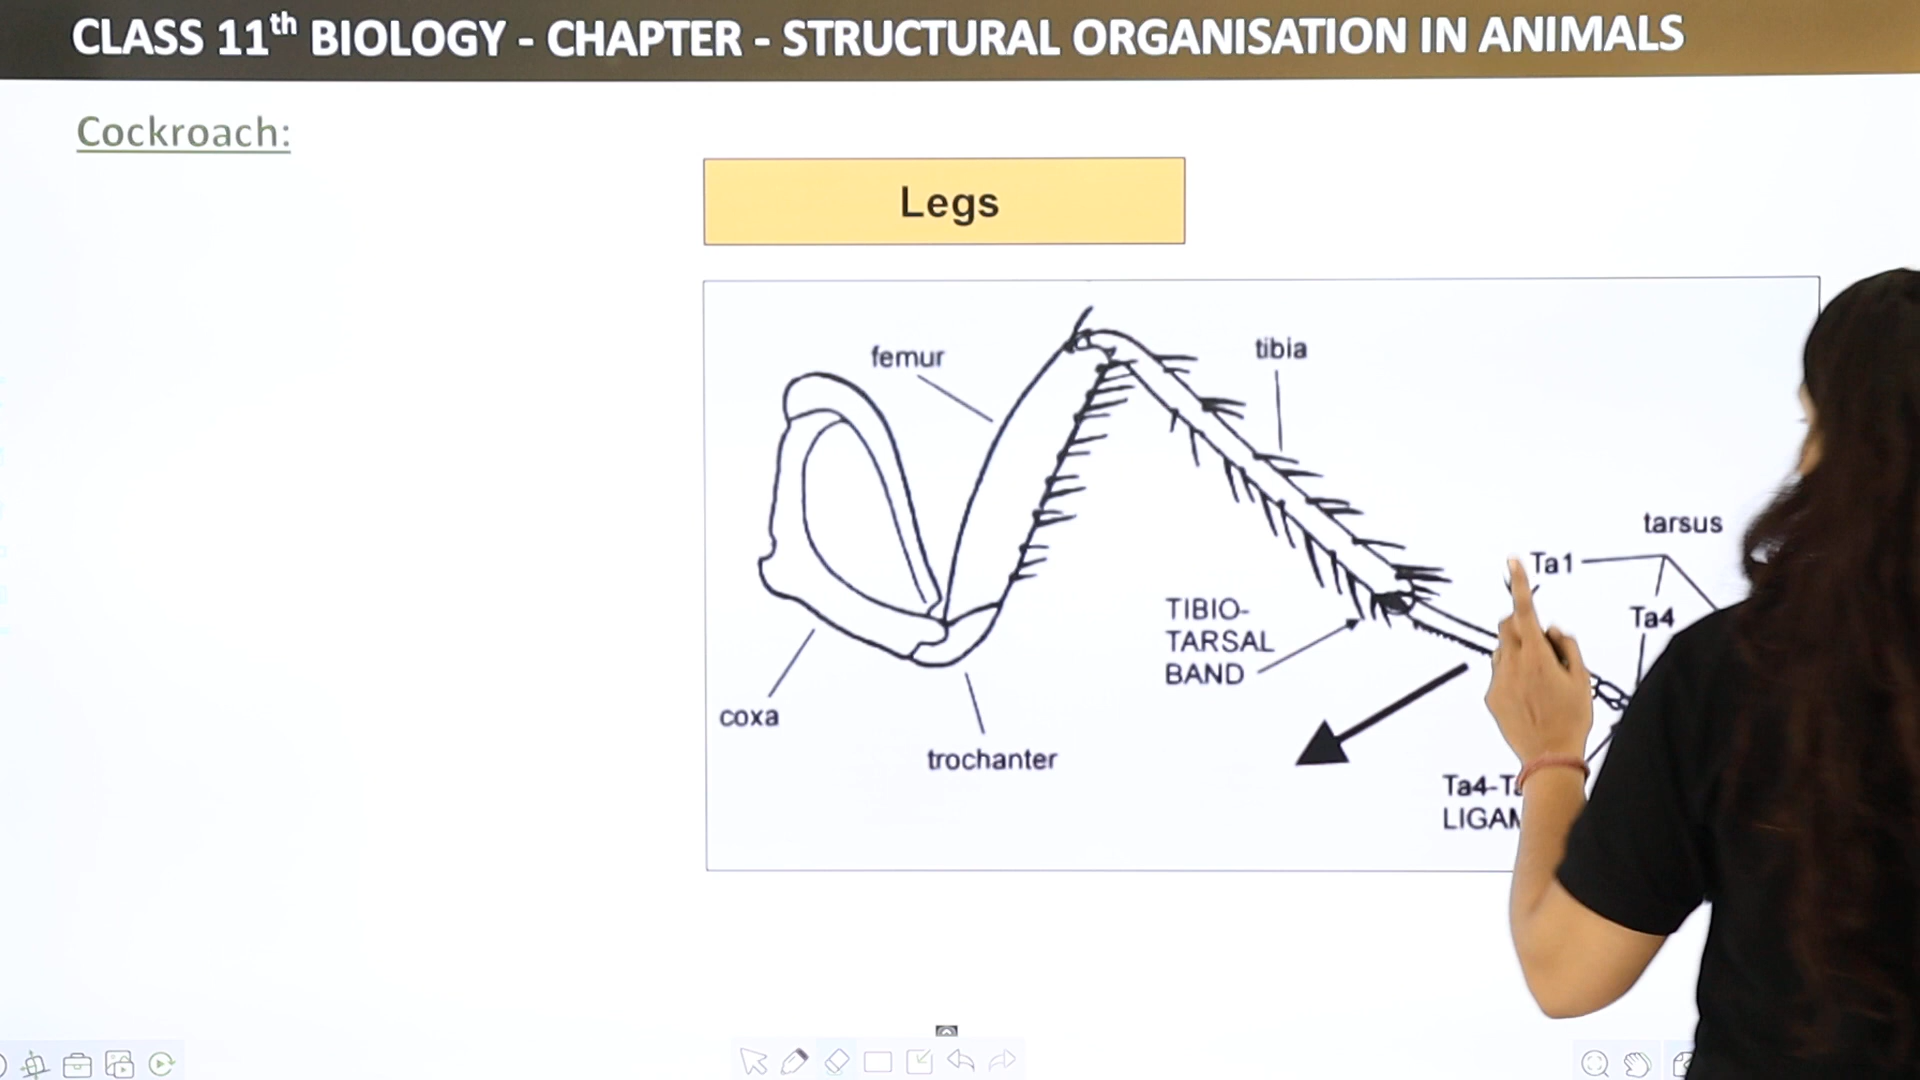 CLASS 11th BIOLOGY - CHAPTER - STRUCTURAL ORGANISATION IN ANIMALS
Cockroach:
Legs
femur
tibia
tarsus
Ta1
Ta4
TIBIO-
TARSAL
BAND
coxa
trochanter